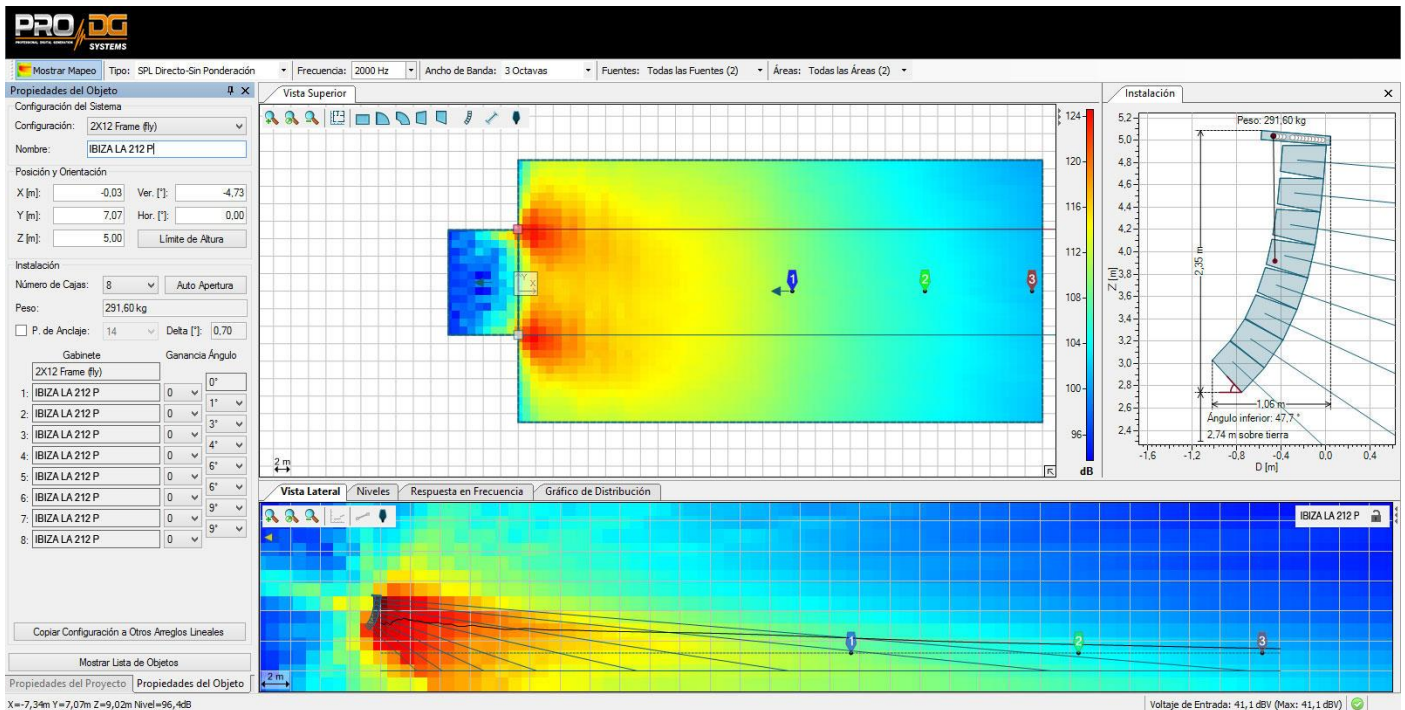 PRO/DG
PROFESSIONAL DIGITAL GENERATION
SYSTEMS
Mostrar Mapeo Tipo: SPL Directo-Sin Ponderación Frecuencia: 2000 Hz Ancho de Banda: 3 Octavas Fuentes: Todas las Fuentes (2) Áreas: Todas las Áreas (2)
Propiedades del Objeto
Configuración del Sistema
Configuración: 2X12 Frame (fly)
Nombre: IBIZA LA 212 P
Posición y Orientación
X [m]: -0,03 Ver. [°]: -4,73
Y [m]: 7,07 Hor. [°]: 0,00
Z [m]: 5,00 Límite de Altura
Instalación
Número de Cajas: 8 Auto Apertura
Peso: 291,60 kg
P. de Anclaje: 14 Delta [°]: 0,70
Gabinete Ganancia Ángulo
2X12 Frame (fly)
0°
1: IBIZA LA 212 P 0
1°
2: IBIZA LA 212 P 0
3°
3: IBIZA LA 212 P 0
4°
4: IBIZA LA 212 P 0
6°
5: IBIZA LA 212 P 0
6°
6: IBIZA LA 212 P 0
9°
7: IBIZA LA 212 P 0
9°
8: IBIZA LA 212 P 0
Copiar Configuración a Otros Arreglos Lineales
Mostrar Lista de Objetos
Propiedades del Proyecto Propiedades del Objeto
Vista Superior
Y
X
1 2 3
2 m
124
120
116
112
108
104
100
96
dB
Instalación
Peso: 291,60 kg
5,2
5,0
4,8
4,6
4,4
4,2
4,0
3,8
3,6
3,4
3,2
3,0
2,8
2,6
2,4
Z [m]
2,35 m
1,06 m
Ángulo inferior: 47,7 °
2,74 m sobre tierra
-1,6 -1,2 -0,8 -0,4 0,0 0,4
D [m]
Vista Lateral Niveles Respuesta en Frecuencia Gráfico de Distribución
IBIZA LA 212 P
1 2 3
2 m
X=-7,34m Y=7,07m Z=9,02m Nivel=96,4dB
Voltaje de Entrada: 41,1 dBV (Max: 41,1 dBV)